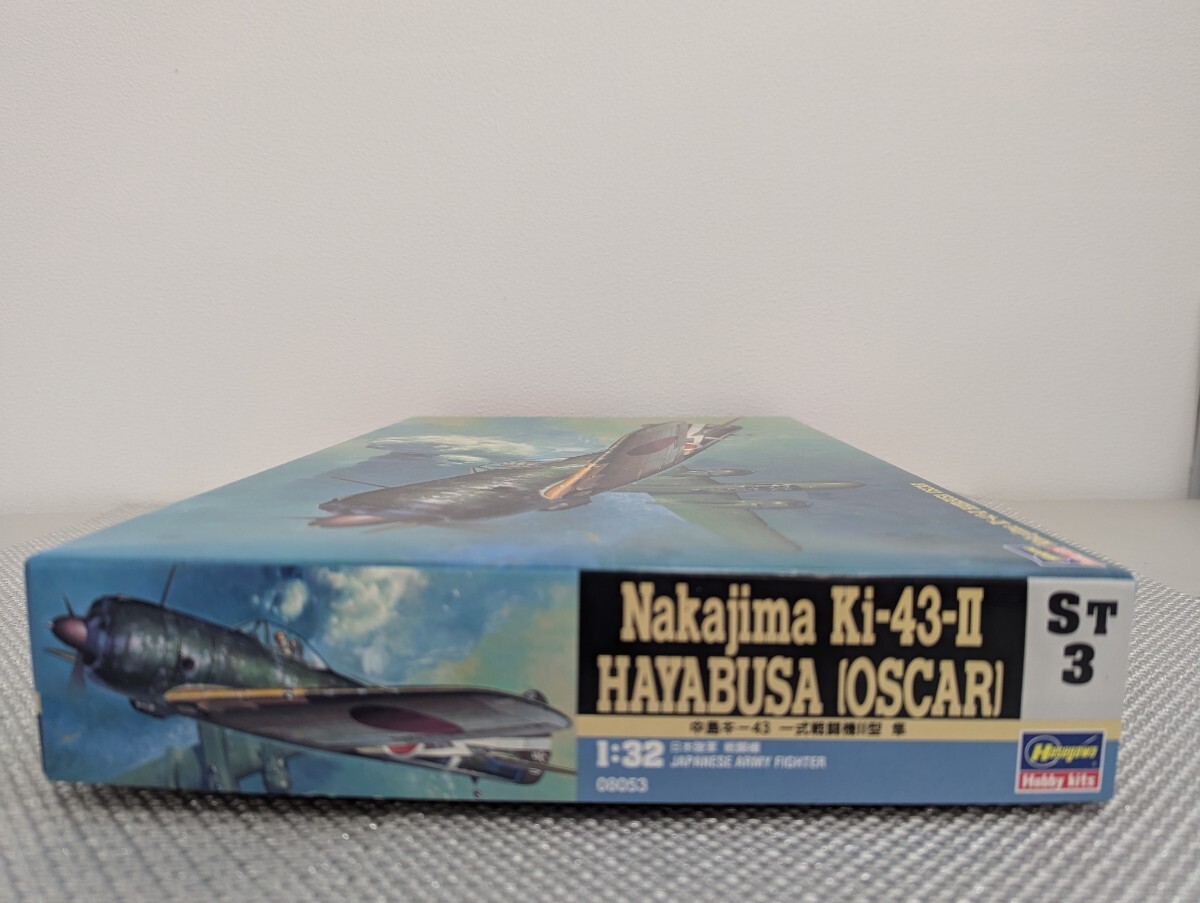 Nakajima Ki-43-II
HAYABUSA (OSCAR)
中島キ-43 一式戦闘機II型 隼
1:32
日本陸軍 戦闘機
JAPANESE ARMY FIGHTER
08053
ST
3
Hasegawa
Hobby kits